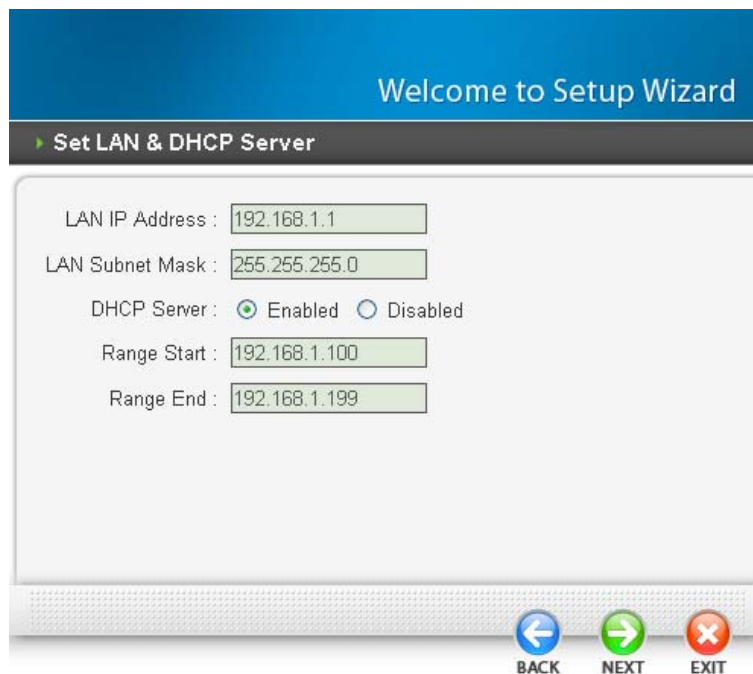 Welcome to Setup Wizard
Set LAN & DHCP Server
LAN IP Address : 192.168.1.1
LAN Subnet Mask : 255.255.255.0
DHCP Server : Enabled Disabled
Range Start : 192.168.1.100
Range End : 192.168.1.199
BACK NEXT EXIT